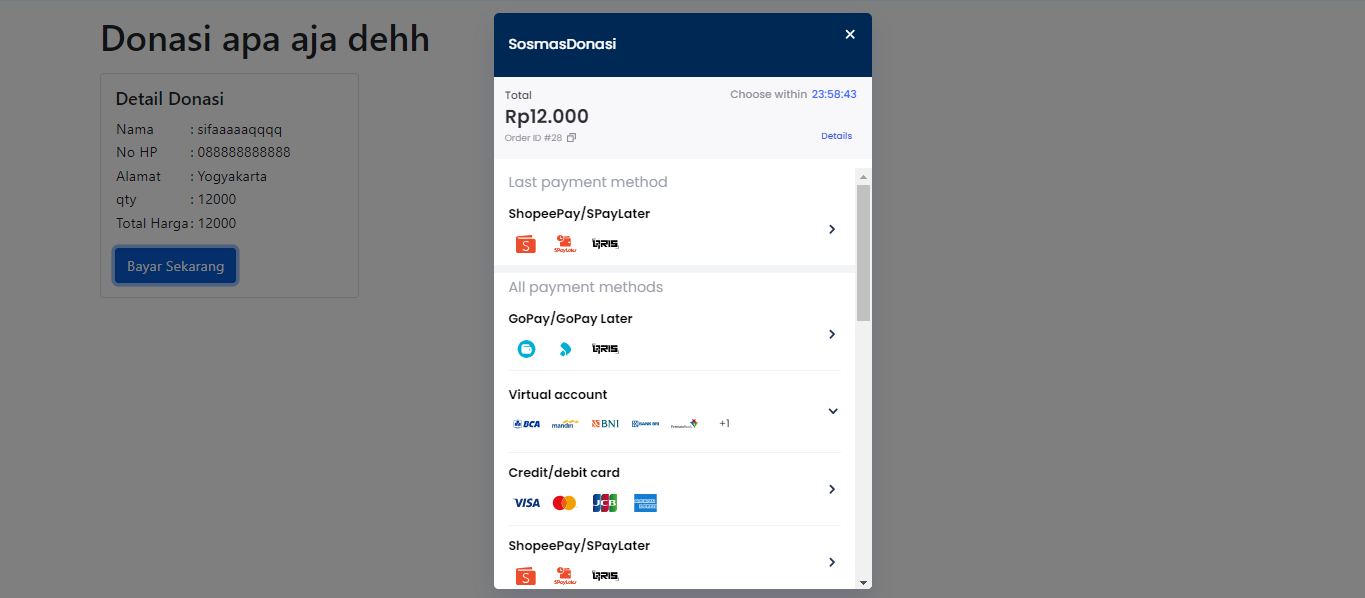 Donasi apa aja dehh
Detail Donasi
Nama : sifaaaaaqqqq
No HP : 088888888888
Alamat : Yogyakarta
qty : 12000
Total Harga : 12000
Bayar Sekarang
SosmasDonasi
Total
Choose within 23:58:43
Rp12.000
Order ID #28
Details
Last payment method
ShopeePay/SPayLater
S SPayLater QRIS
All payment methods
GoPay/GoPay Later
QRIS
Virtual account
BCA mandiri BNI BANK BRI PermataBank +1
Credit/debit card
VISA JCB AMERICAN EXPRESS
ShopeePay/SPayLater
S SPayLater QRIS